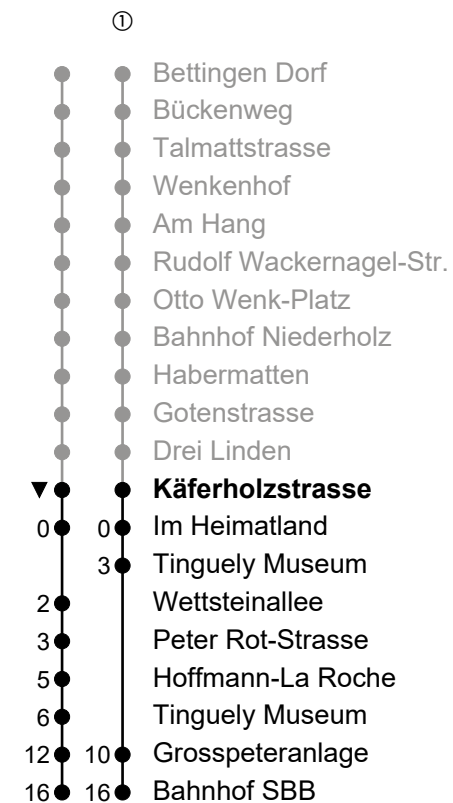 ①
Bettingen Dorf
Bückenweg
Talmattstrasse
Wenkenhof
Am Hang
Rudolf Wackernagel-Str.
Otto Wenk-Platz
Bahnhof Niederholz
Habermatten
Gotenstrasse
Drei Linden
▼ Käferholzstrasse
0 0 Im Heimatland
3 Tinguely Museum
2 Wettsteinallee
3 Peter Rot-Strasse
5 Hoffmann-La Roche
6 Tinguely Museum
12 10 Grosspeteranlage
16 16 Bahnhof SBB